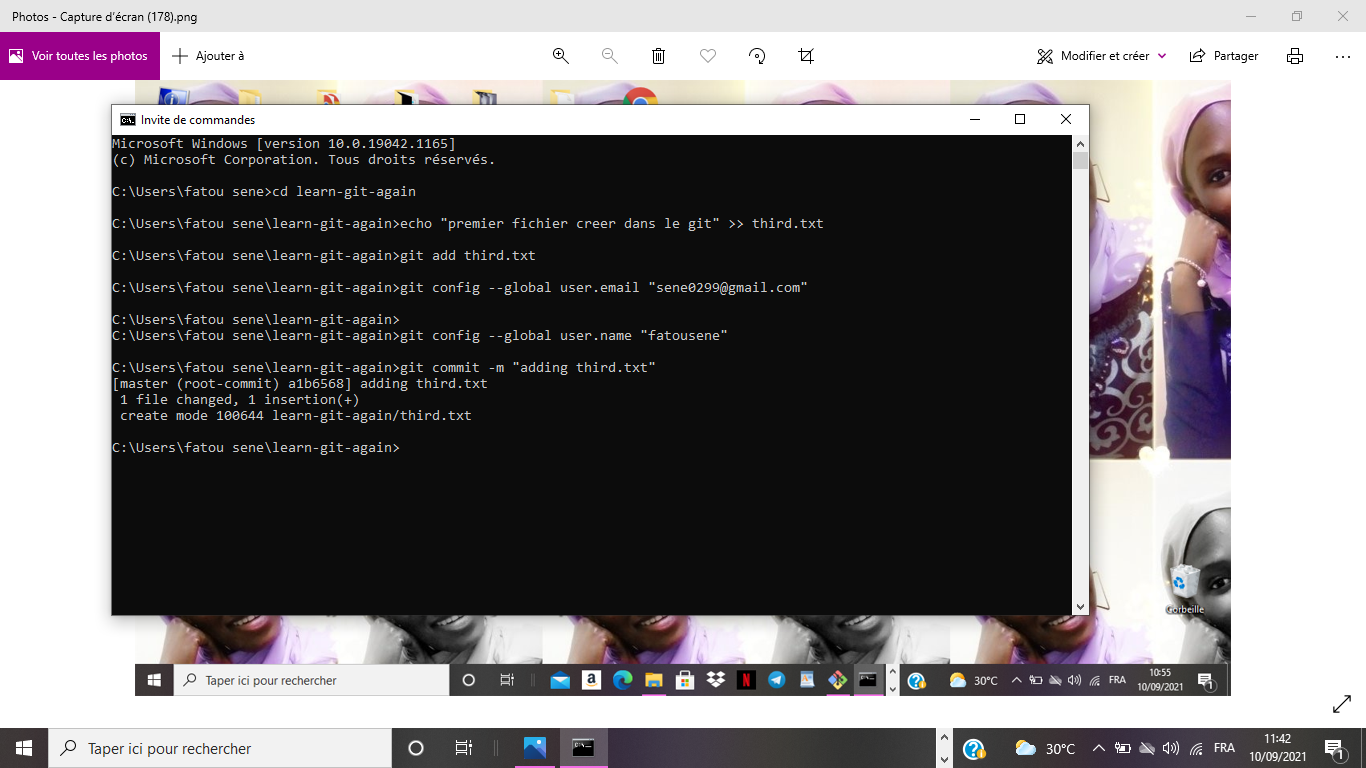 Photos - Capture d'écran (178).png
Voir toutes les photos
Ajouter à
Modifier et créer
Partager
Invite de commandes
Microsoft Windows [version 10.0.19042.1165]
(c) Microsoft Corporation. Tous droits réservés.
C:\Users\fatou sene>cd learn-git-again
C:\Users\fatou sene\learn-git-again>echo "premier fichier creer dans le git" >> third.txt
C:\Users\fatou sene\learn-git-again>git add third.txt
C:\Users\fatou sene\learn-git-again>git config --global user.email "sene0299@gmail.com"
C:\Users\fatou sene\learn-git-again>
C:\Users\fatou sene\learn-git-again>git config --global user.name "fatousene"
C:\Users\fatou sene\learn-git-again>git commit -m "adding third.txt"
[master (root-commit) a1b6568] adding third.txt
1 file changed, 1 insertion(+)
create mode 100644 learn-git-again/third.txt
C:\Users\fatou sene\learn-git-again>
Corbeille
Taper ici pour rechercher
30°C
FRA
10:55
10/09/2021
1
Taper ici pour rechercher
30°C
FRA
11:42
10/09/2021
1